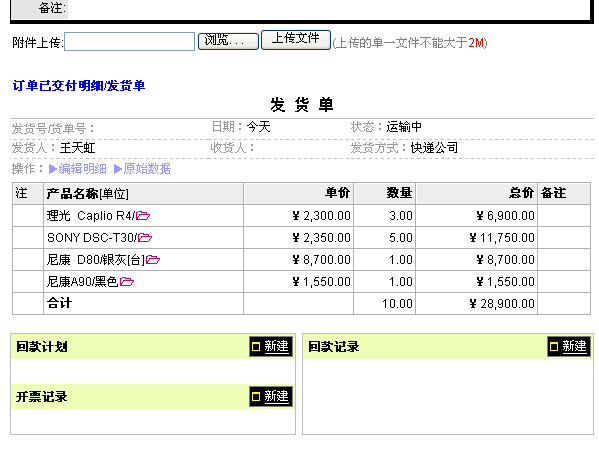 备注:
附件上传: 浏览... 上传文件 (上传的单一文件不能大于2M)
订单已交付明细/发货单
发 货 单
发货号/货单号： 日期：今天 状态：运输中
发货人：王天虹 收货人： 发货方式：快递公司
操作：▶编辑明细 ▶原始数据
注 产品名称[单位] 单价 数量 总价 备注
理光 Caplio R4/ ¥ 2,300.00 3.00 ¥ 6,900.00
SONY DSC-T30/ ¥ 2,350.00 5.00 ¥ 11,750.00
尼康 D80/银灰[台] ¥ 8,700.00 1.00 ¥ 8,700.00
尼康A90/黑色 ¥ 1,550.00 1.00 ¥ 1,550.00
合计 10.00 ¥ 28,900.00
回款计划 新建 回款记录 新建
开票记录 新建